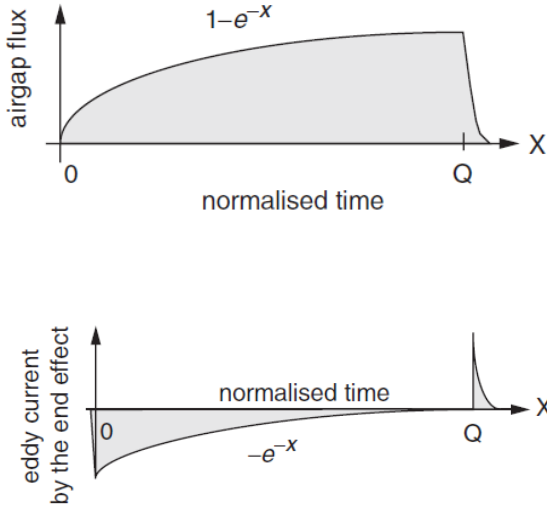 1–e⁻ˣ
airgap flux
X
0
Q
normalised time
eddy current
by the end effect
normalised time
X
0
Q
–e⁻ˣ